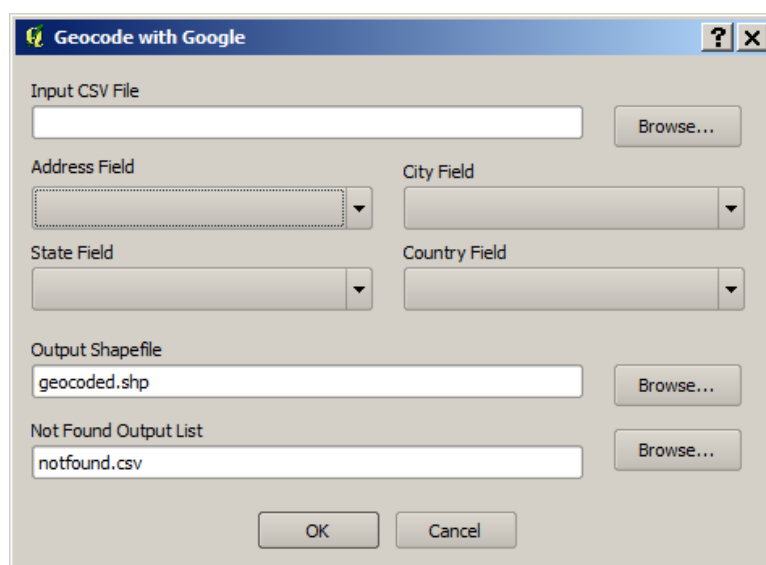 Geocode with Google
Input CSV File
Browse...
Address Field
City Field
State Field
Country Field
Output Shapefile
geocoded.shp
Browse...
Not Found Output List
notfound.csv
Browse...
OK
Cancel